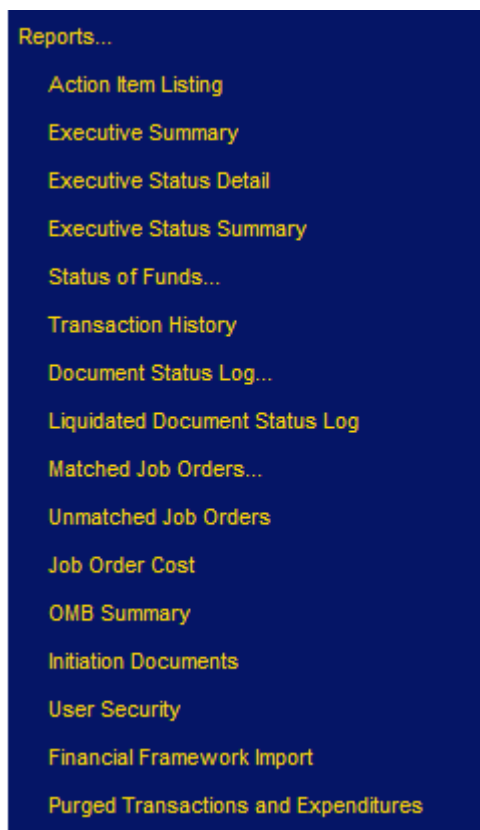 Reports...
Action Item Listing
Executive Summary
Executive Status Detail
Executive Status Summary
Status of Funds...
Transaction History
Document Status Log...
Liquidated Document Status Log
Matched Job Orders...
Unmatched Job Orders
Job Order Cost
OMB Summary
Initiation Documents
User Security
Financial Framework Import
Purged Transactions and Expenditures